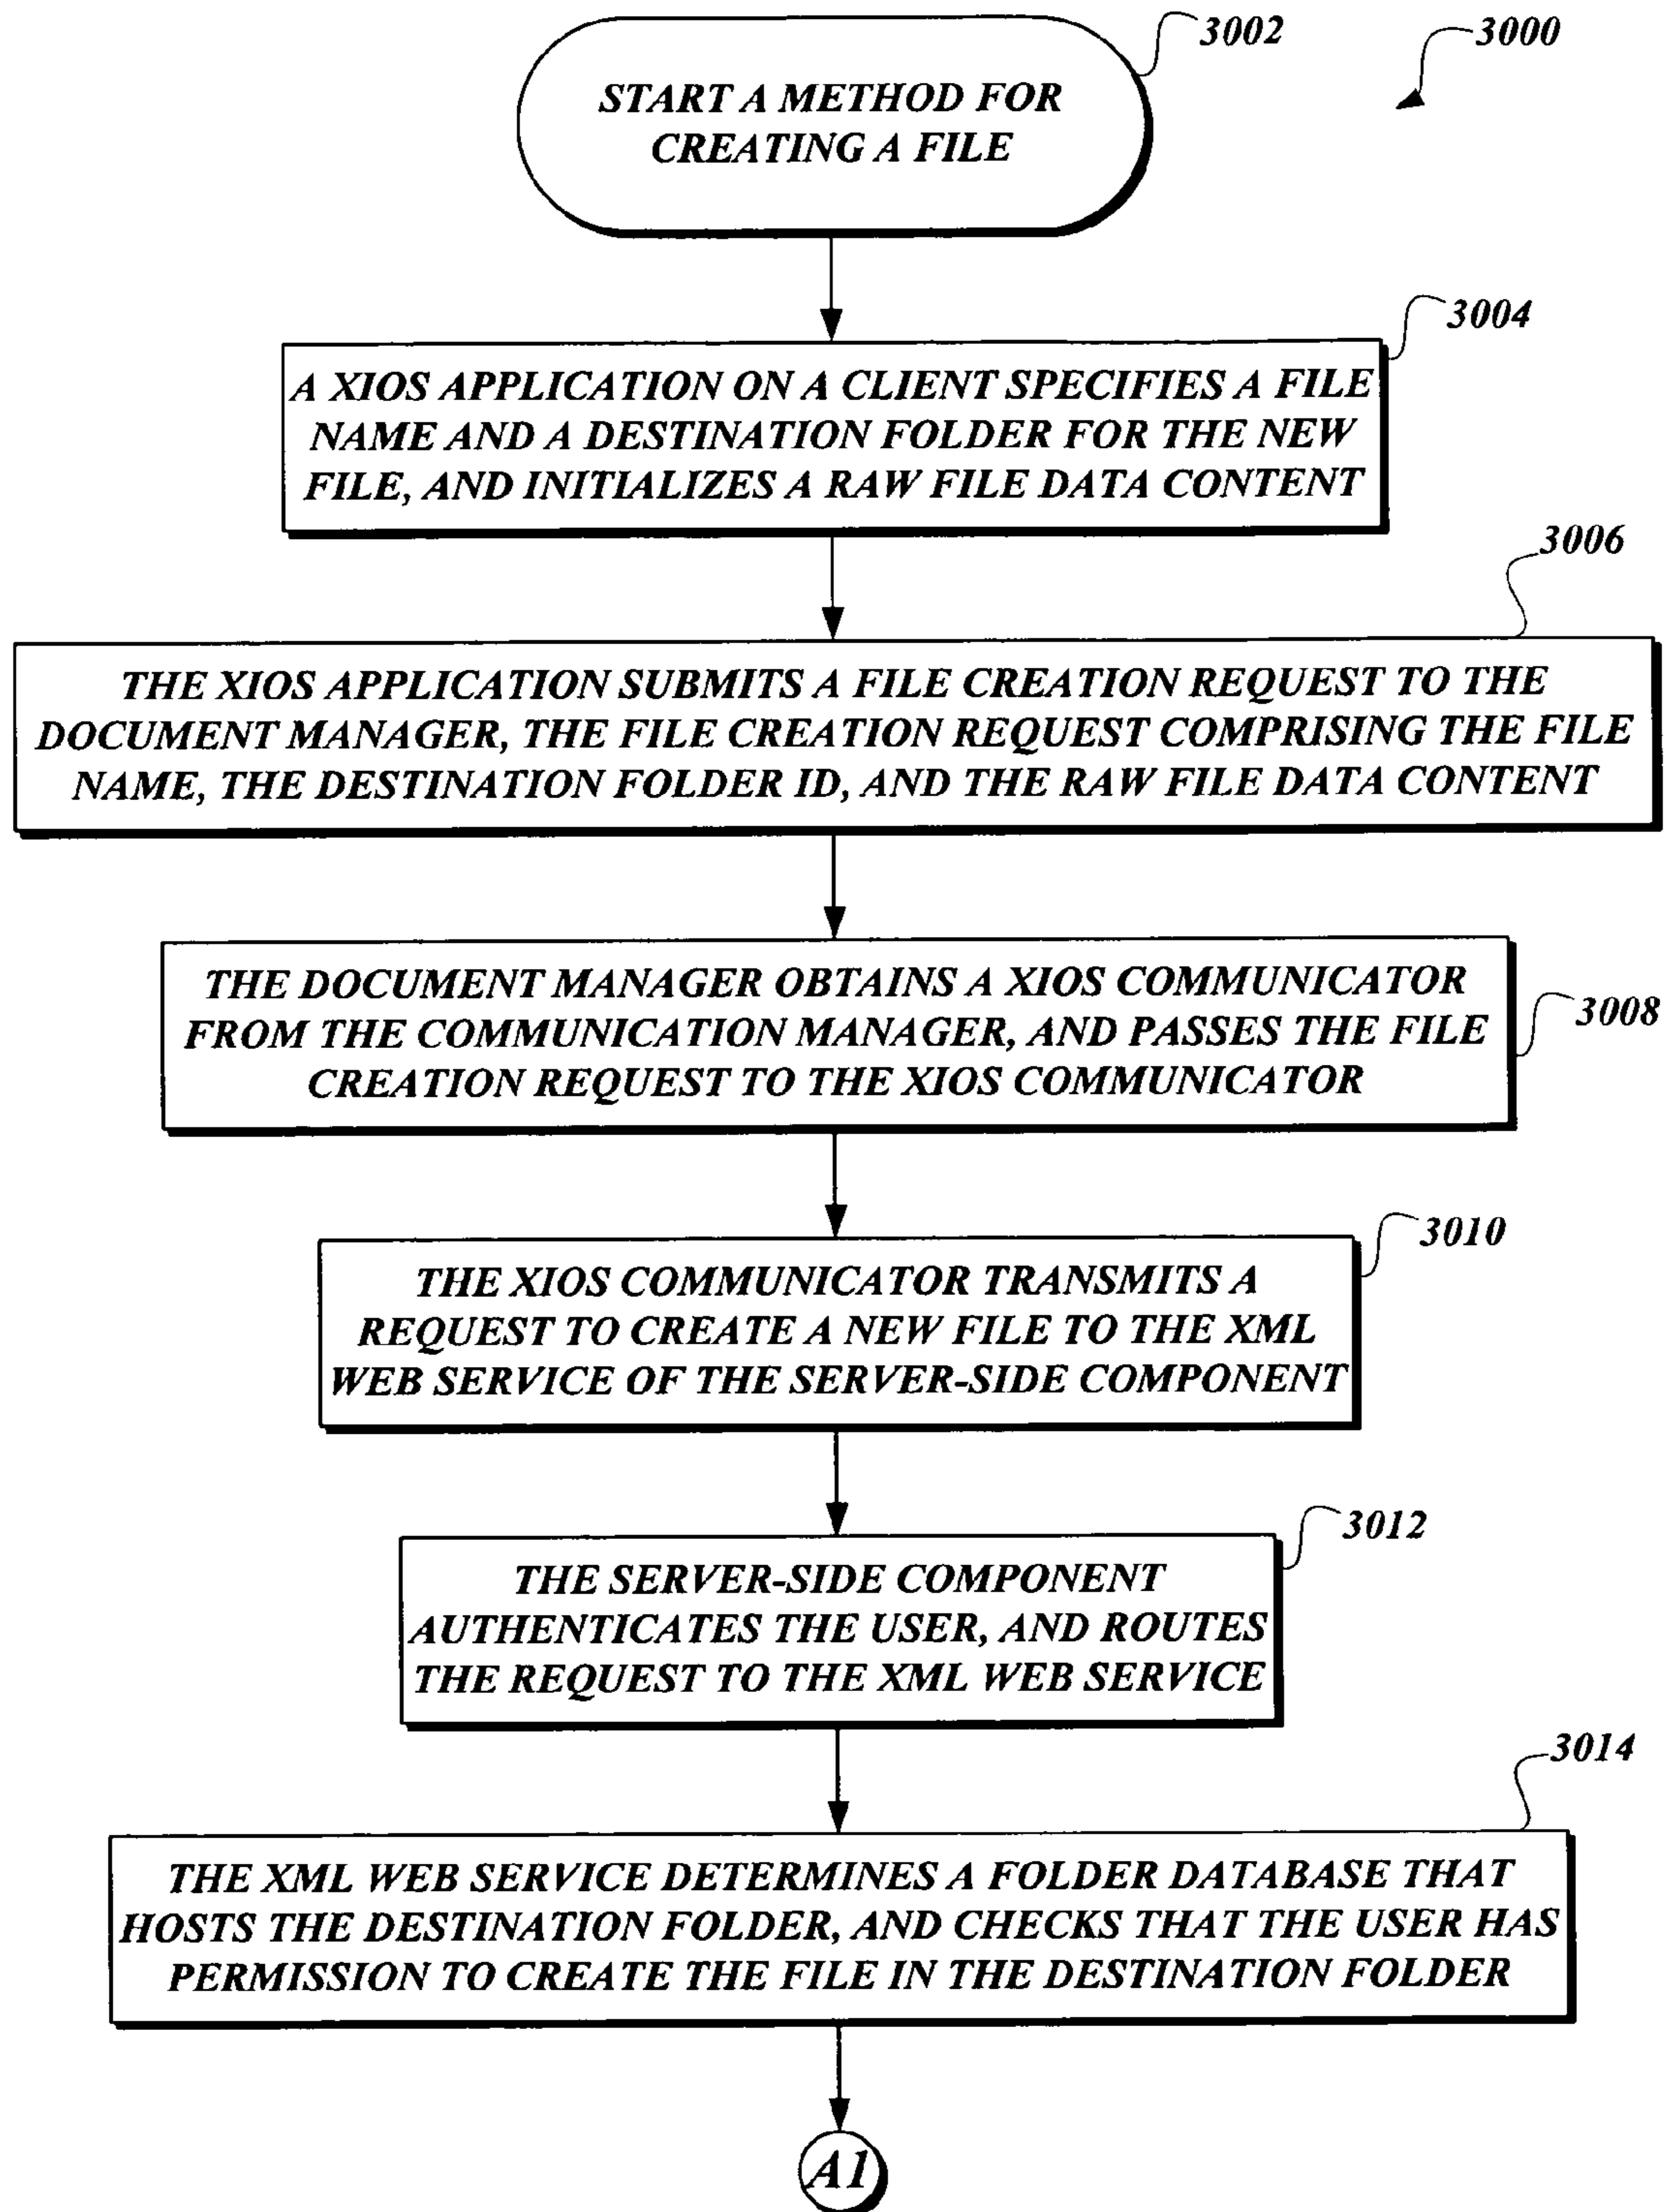 3002
3000
START A METHOD FOR
CREATING A FILE
3004
A XIOS APPLICATION ON A CLIENT SPECIFIES A FILE
NAME AND A DESTINATION FOLDER FOR THE NEW
FILE, AND INITIALIZES A RAW FILE DATA CONTENT
3006
THE XIOS APPLICATION SUBMITS A FILE CREATION REQUEST TO THE
DOCUMENT MANAGER, THE FILE CREATION REQUEST COMPRISING THE FILE
NAME, THE DESTINATION FOLDER ID, AND THE RAW FILE DATA CONTENT
THE DOCUMENT MANAGER OBTAINS A XIOS COMMUNICATOR
FROM THE COMMUNICATION MANAGER, AND PASSES THE FILE
CREATION REQUEST TO THE XIOS COMMUNICATOR
3008
3010
THE XIOS COMMUNICATOR TRANSMITS A
REQUEST TO CREATE A NEW FILE TO THE XML
WEB SERVICE OF THE SERVER-SIDE COMPONENT
3012
THE SERVER-SIDE COMPONENT
AUTHENTICATES THE USER, AND ROUTES
THE REQUEST TO THE XML WEB SERVICE
3014
THE XML WEB SERVICE DETERMINES A FOLDER DATABASE THAT
HOSTS THE DESTINATION FOLDER, AND CHECKS THAT THE USER HAS
PERMISSION TO CREATE THE FILE IN THE DESTINATION FOLDER
A1